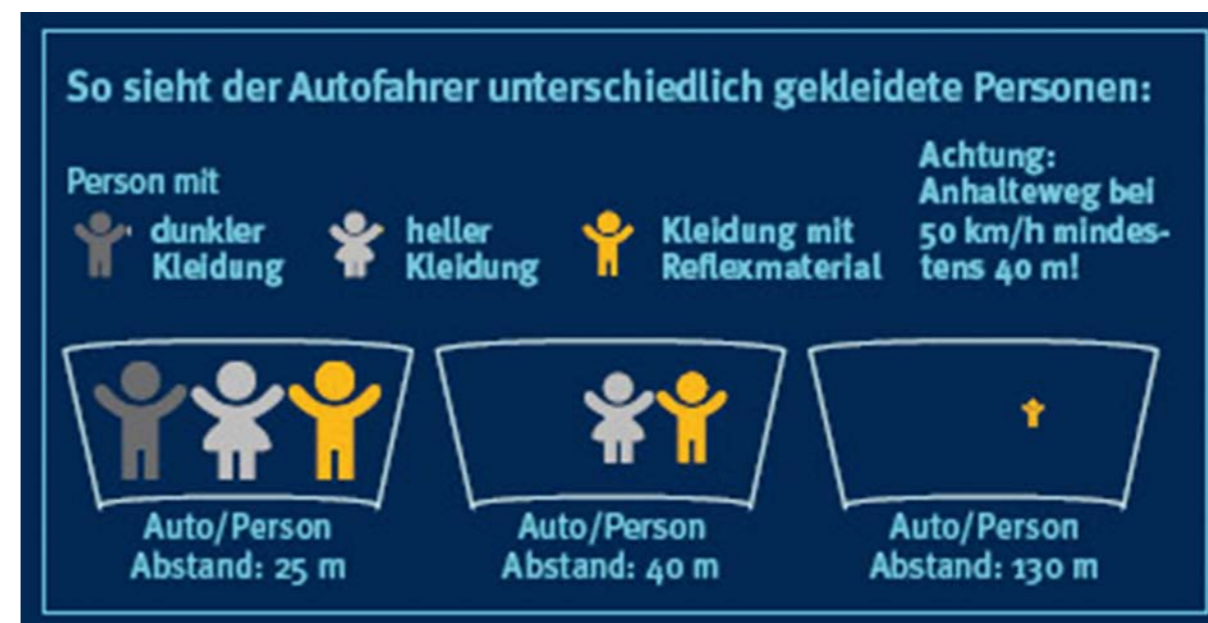 So sieht der Autofahrer unterschiedlich gekleidete Personen:
Person mit
dunkler
Kleidung
heller
Kleidung
Kleidung mit
Reflexmaterial
Achtung:
Anhalteweg bei
50 km/h mindes-
tens 40 m!
Auto/Person
Abstand: 25 m
Auto/Person
Abstand: 40 m
Auto/Person
Abstand: 130 m